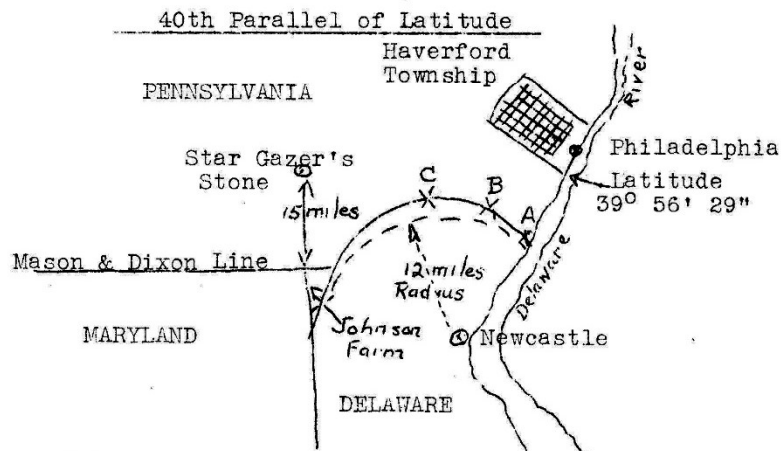 40th Parallel of Latitude
Haverford
Township
River
PENNSYLVANIA
Philadelphia
Star Gazer's
Stone
C
B
A
Latitude
39° 56' 29"
15 miles
Mason & Dixon Line
12 miles
Radius
Delaware
MARYLAND
Johnson
Farm
Newcastle
DELAWARE